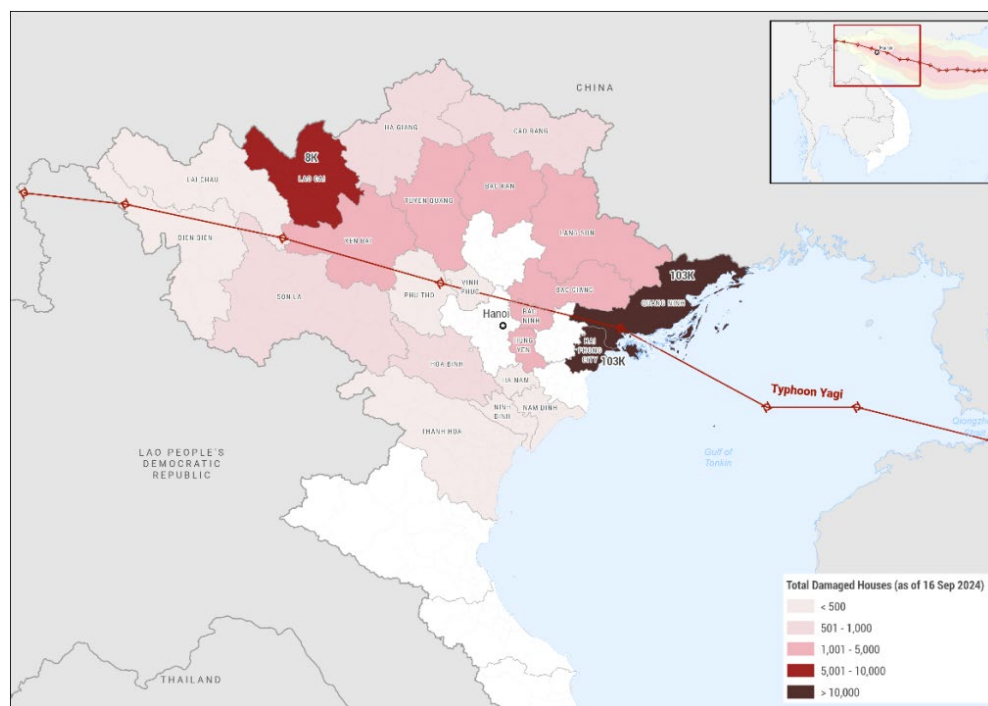 Hanoi
CHINA
HA GIANG
CAO BANG
8K
LAO CAI
LAI CHAU
TUYEN QUANG
BAC KAN
DIEN BIEN
YEN BAI
LANG SON
103K
QUANG NINH
BAC GIANG
SON LA
PHU THO
VINH
PHUC
Hanoi
BAC
NINH
HUNG
YEN
HAI
PHONG
CITY
103K
HOA BINH
HA NAM
NINH
BINH
NAM DINH
THANH HOA
Typhoon Yagi
Gulf of
Tonkin
LAO PEOPLE'S
DEMOCRATIC
REPUBLIC
THAILAND
Total Damaged Houses (as of 16 Sep 2024)
< 500
501 - 1,000
1,001 - 5,000
5,001 - 10,000
> 10,000